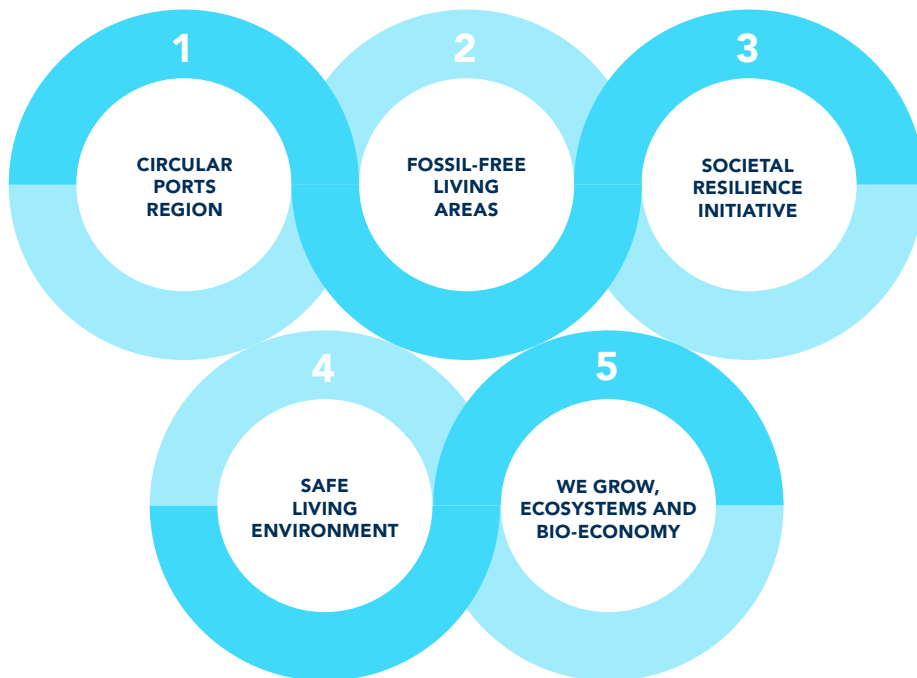 1
CIRCULAR
PORTS
REGION
2
FOSSIL-FREE
LIVING
AREAS
3
SOCIETAL
RESILIENCE
INITIATIVE
4
SAFE
LIVING
ENVIRONMENT
5
WE GROW,
ECOSYSTEMS AND
BIO-ECONOMY